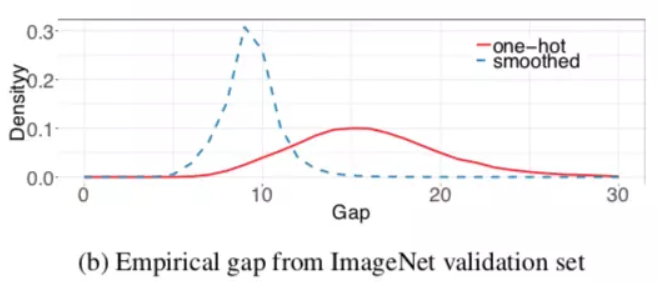 0.3
0.2
0.1
0.0
Densityy
one-hot
smoothed
0 10 20 30
Gap
(b) Empirical gap from ImageNet validation set